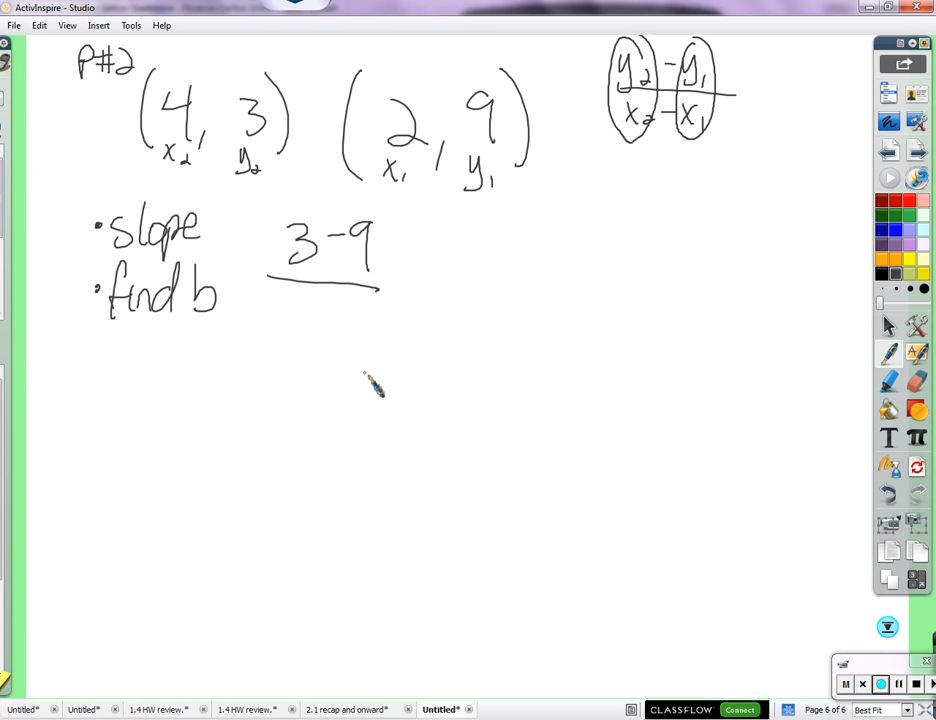 ActivInspire - Studio
File Edit View Insert Tools Help
P#2
(4, 3) (2, 9)
x₂ y₂ x₁ y₁
y₂ - y₁
x₂ - x₁
•slope
•find b
3-9
M
Untitled* Untitled* 1.4 HW review.* 1.4 HW review.* 2.1 recap and onward* Untitled*
CLASSFLOW Connect Page 6 of 6 Best Fit